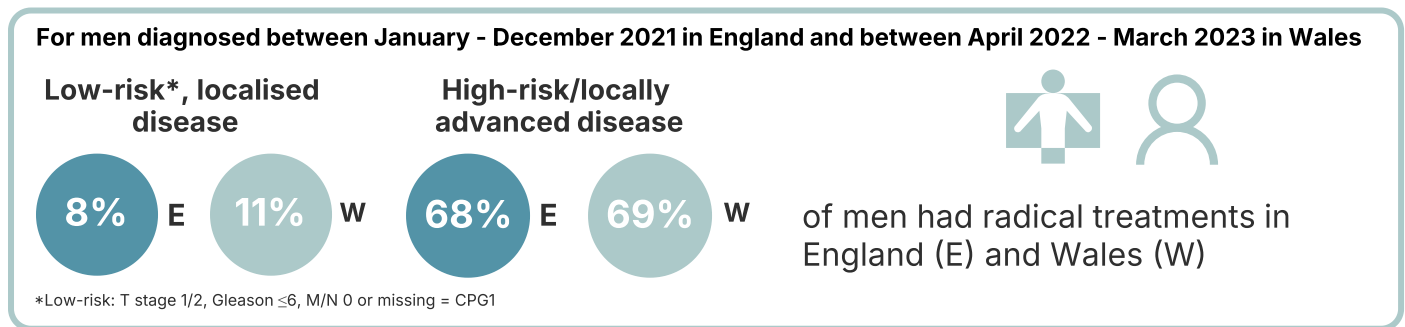 For men diagnosed between January - December 2021 in England and between April 2022 - March 2023 in Wales
Low-risk*, localised
disease
8% E 11% W
High-risk/locally
advanced disease
68% E 69% W
of men had radical treatments in
England (E) and Wales (W)
*Low-risk: T stage 1/2, Gleason ≤6, M/N 0 or missing = CPG1